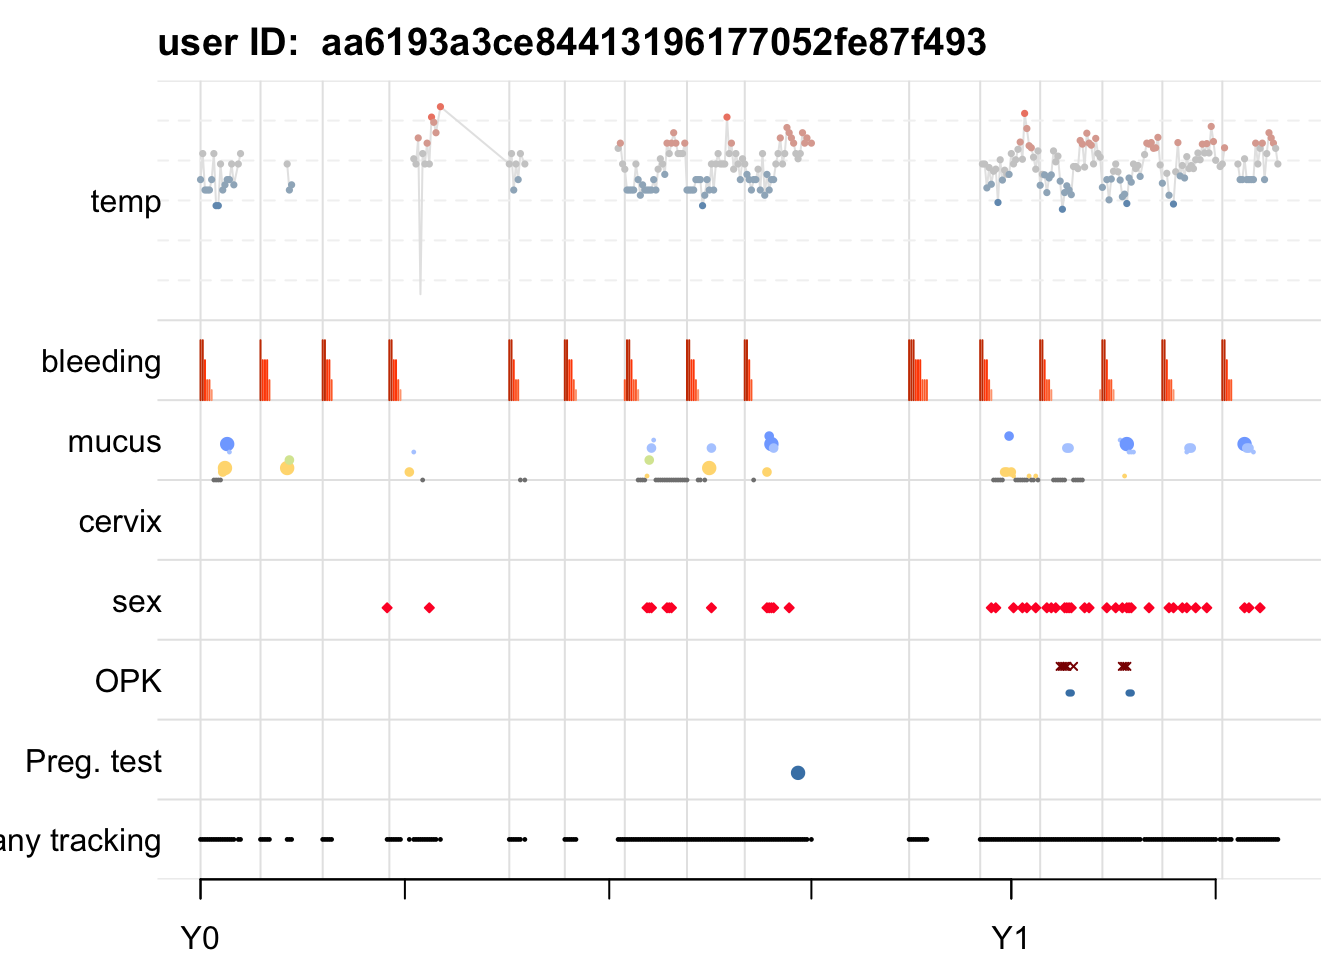 user ID:  aa6193a3ce84413196177052fe87f493
temp
bleeding
mucus
cervix
sex
OPK
Preg. test
any tracking
Y0
Y1